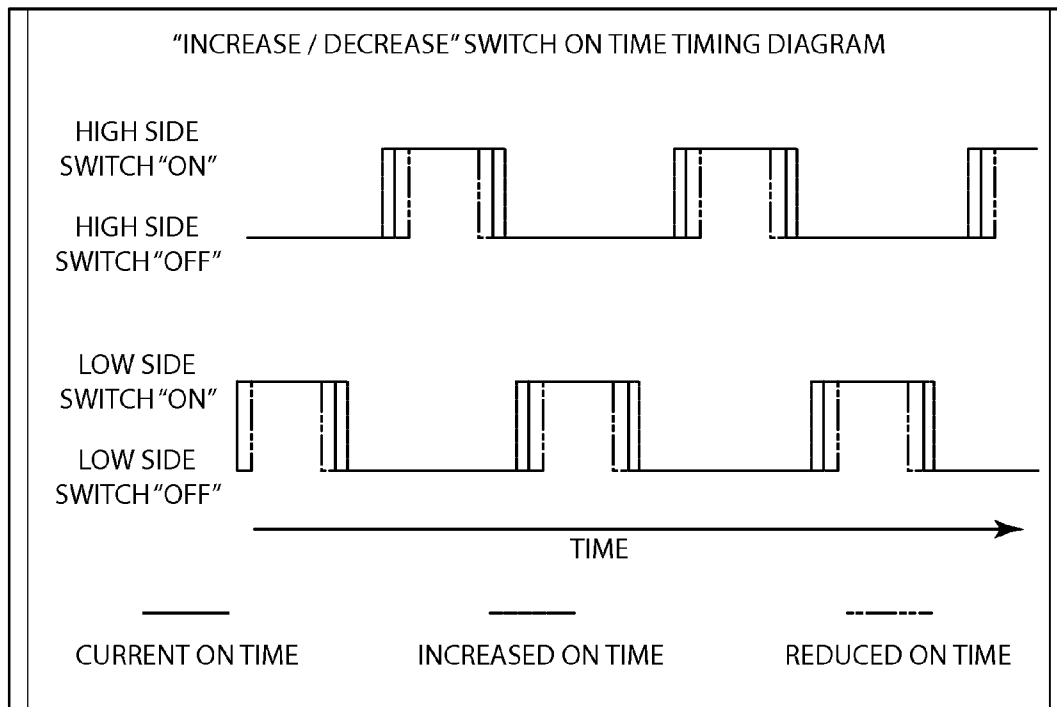 “INCREASE / DECREASE” SWITCH ON TIME TIMING DIAGRAM
HIGH SIDE
SWITCH “ON”
HIGH SIDE
SWITCH “OFF”
LOW SIDE
SWITCH “ON”
LOW SIDE
SWITCH “OFF”
TIME
CURRENT ON TIME
INCREASED ON TIME
REDUCED ON TIME